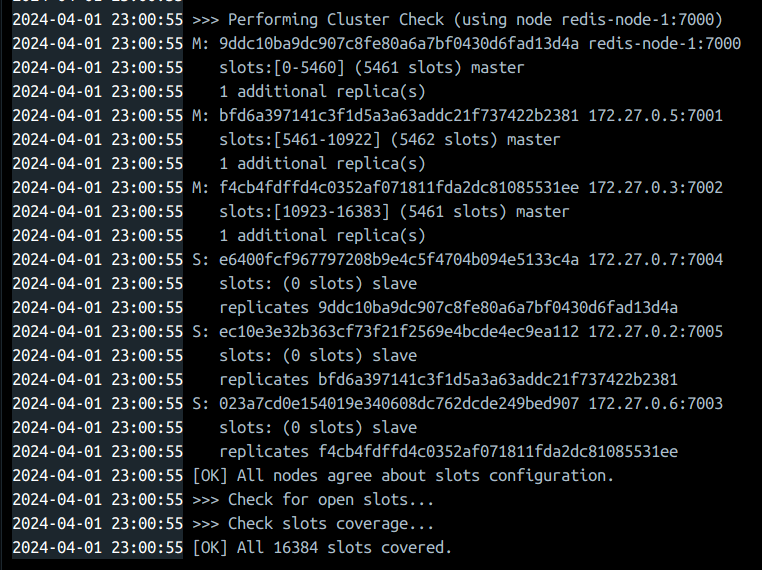 2024-04-01 23:00:55 >>> Performing Cluster Check (using node redis-node-1:7000)
2024-04-01 23:00:55 M: 9ddc10ba9dc907c8fe80a6a7bf0430d6fad13d4a redis-node-1:7000
2024-04-01 23:00:55    slots:[0-5460] (5461 slots) master
2024-04-01 23:00:55    1 additional replica(s)
2024-04-01 23:00:55 M: bfd6a397141c3f1d5a3a63addc21f737422b2381 172.27.0.5:7001
2024-04-01 23:00:55    slots:[5461-10922] (5462 slots) master
2024-04-01 23:00:55    1 additional replica(s)
2024-04-01 23:00:55 M: f4cb4fdffd4c0352af071811fda2dc81085531ee 172.27.0.3:7002
2024-04-01 23:00:55    slots:[10923-16383] (5461 slots) master
2024-04-01 23:00:55    1 additional replica(s)
2024-04-01 23:00:55 S: e6400fcf967797208b9e4c5f4704b094e5133c4a 172.27.0.7:7004
2024-04-01 23:00:55    slots: (0 slots) slave
2024-04-01 23:00:55    replicates 9ddc10ba9dc907c8fe80a6a7bf0430d6fad13d4a
2024-04-01 23:00:55 S: ec10e3e32b363cf73f21f2569e4bcde4ec9ea112 172.27.0.2:7005
2024-04-01 23:00:55    slots: (0 slots) slave
2024-04-01 23:00:55    replicates bfd6a397141c3f1d5a3a63addc21f737422b2381
2024-04-01 23:00:55 S: 023a7cd0e154019e340608dc762dcde249bed907 172.27.0.6:7003
2024-04-01 23:00:55    slots: (0 slots) slave
2024-04-01 23:00:55    replicates f4cb4fdffd4c0352af071811fda2dc81085531ee
2024-04-01 23:00:55 [OK] All nodes agree about slots configuration.
2024-04-01 23:00:55 >>> Check for open slots...
2024-04-01 23:00:55 >>> Check slots coverage...
2024-04-01 23:00:55 [OK] All 16384 slots covered.